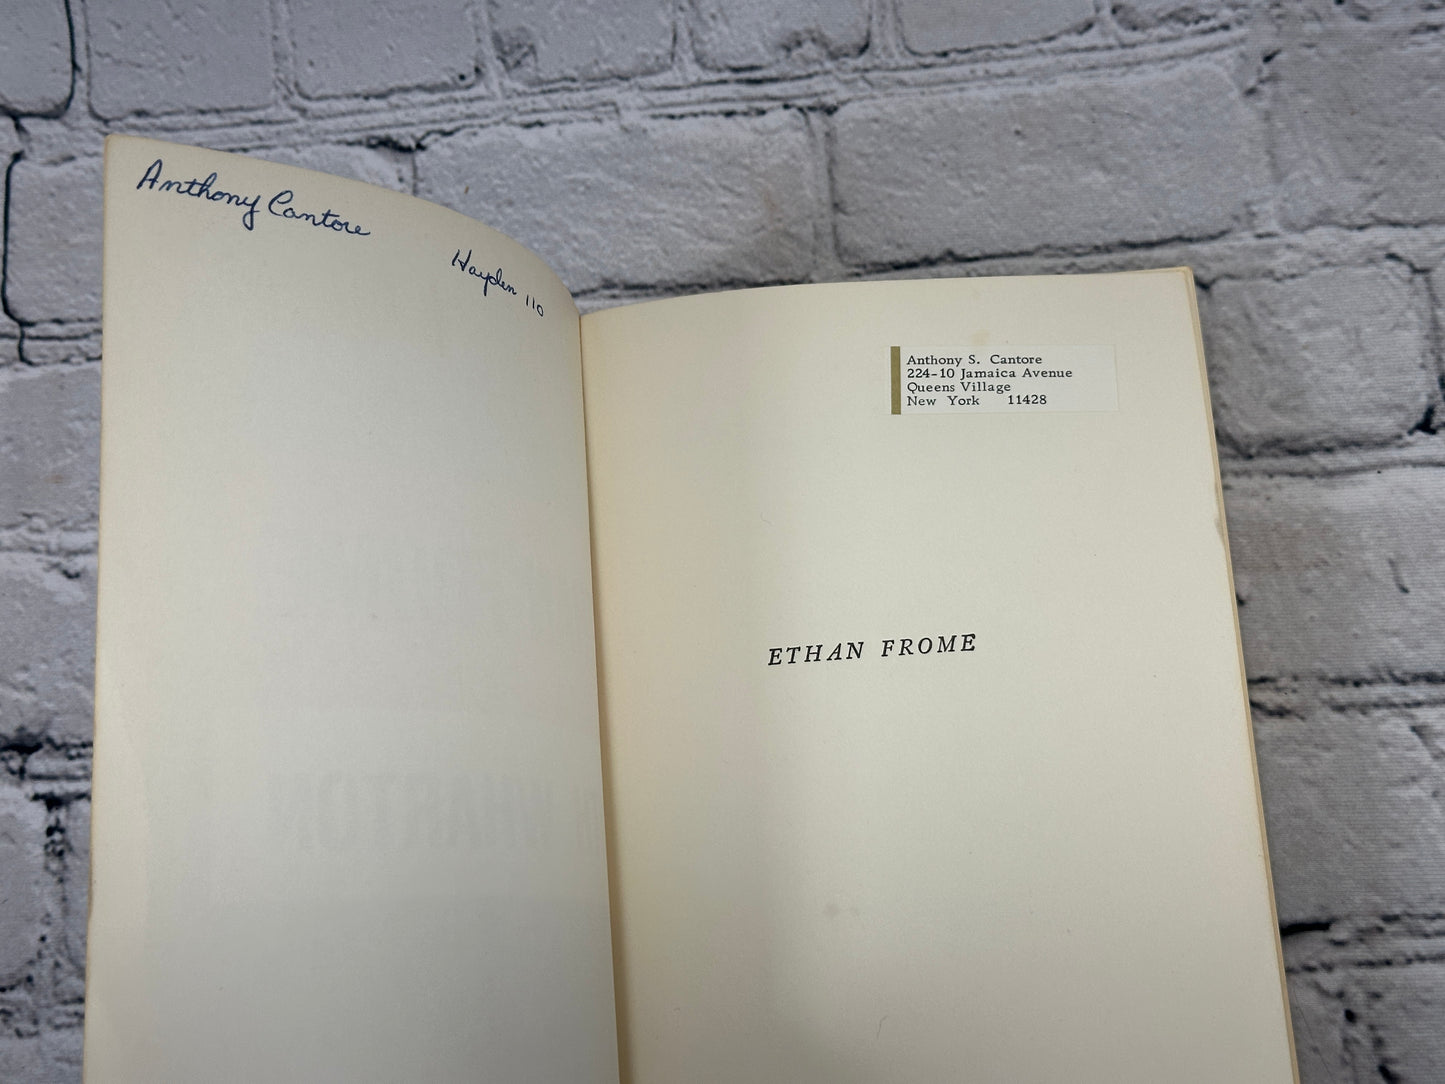 Anthony Cantore
Hayden 110
Anthony S. Cantore
224-10 Jamaica Avenue
Queens Village
New York 11428
ETHAN FROME